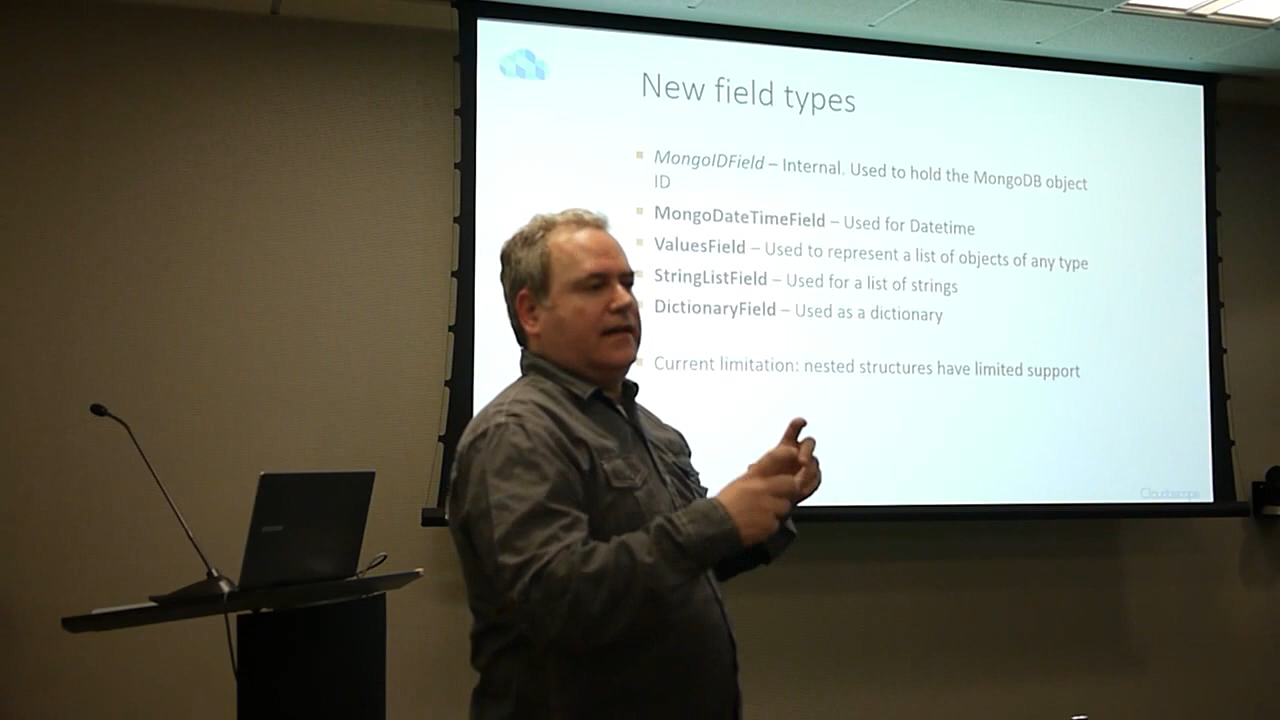 New field types
MongoIDField – Internal. Used to hold the MongoDB object
ID
MongoDateTimeField – Used for Datetime
ValuesField – Used to represent a list of objects of any type
StringListField – Used for a list of strings
DictionaryField – Used as a dictionary
Current limitation: nested structures have limited support
Cloudoscope